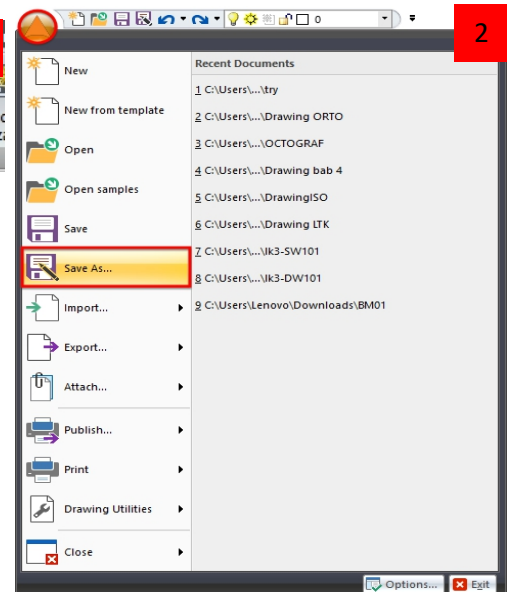 0
2
New
New from template
Open
Open samples
Save
Save As...
Import...
Export...
Attach...
Publish...
Print
Drawing Utilities
Close
Recent Documents
1 C:\Users\...\try
2 C:\Users\...\Drawing ORTO
3 C:\Users\...\OCTOGRAF
4 C:\Users\...\Drawing bab 4
5 C:\Users\...\DrawingISO
6 C:\Users\...\Drawing LTK
7 C:\Users\...\lk3-SW101
8 C:\Users\...\lk3-DW101
9 C:\Users\Lenovo\Downloads\BM01
Options...
Exit